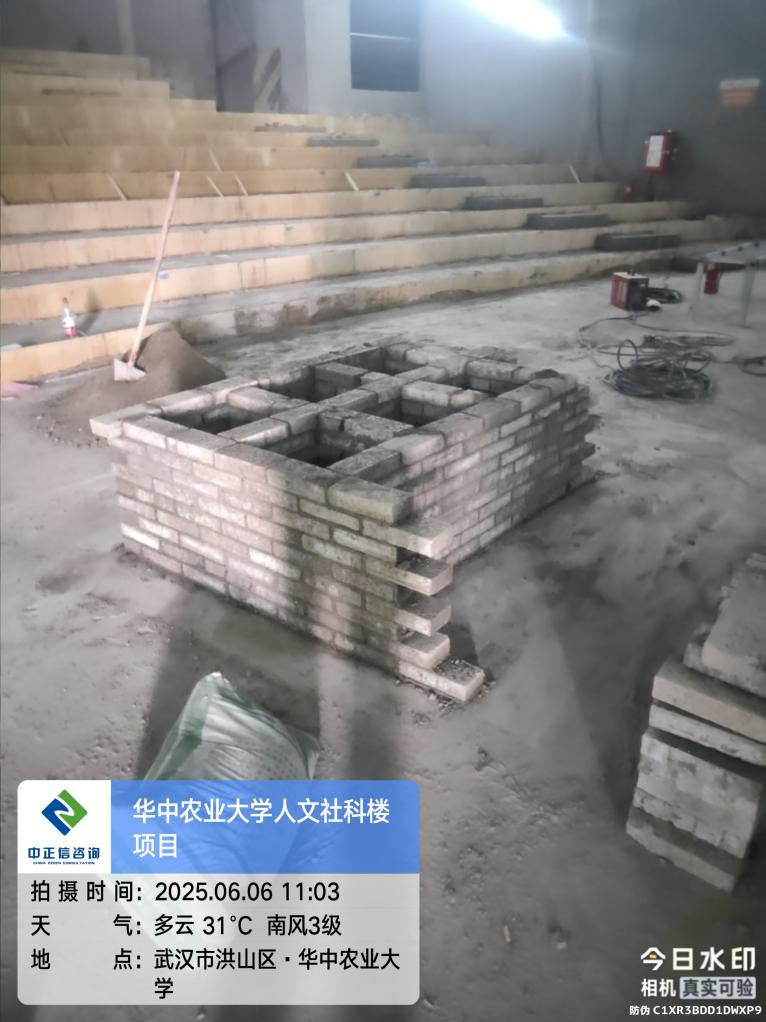 中正信咨询
CHINA ZZXIN CONSULTATION
华中农业大学人文社科楼
项目
拍摄时间: 2025.06.06 11:03
天气: 多云 31℃ 南风3级
地点: 武汉市洪山区·华中农业大
学
今日水印
相机 真实可验
防伪 C1XR3BDD1DWXP9